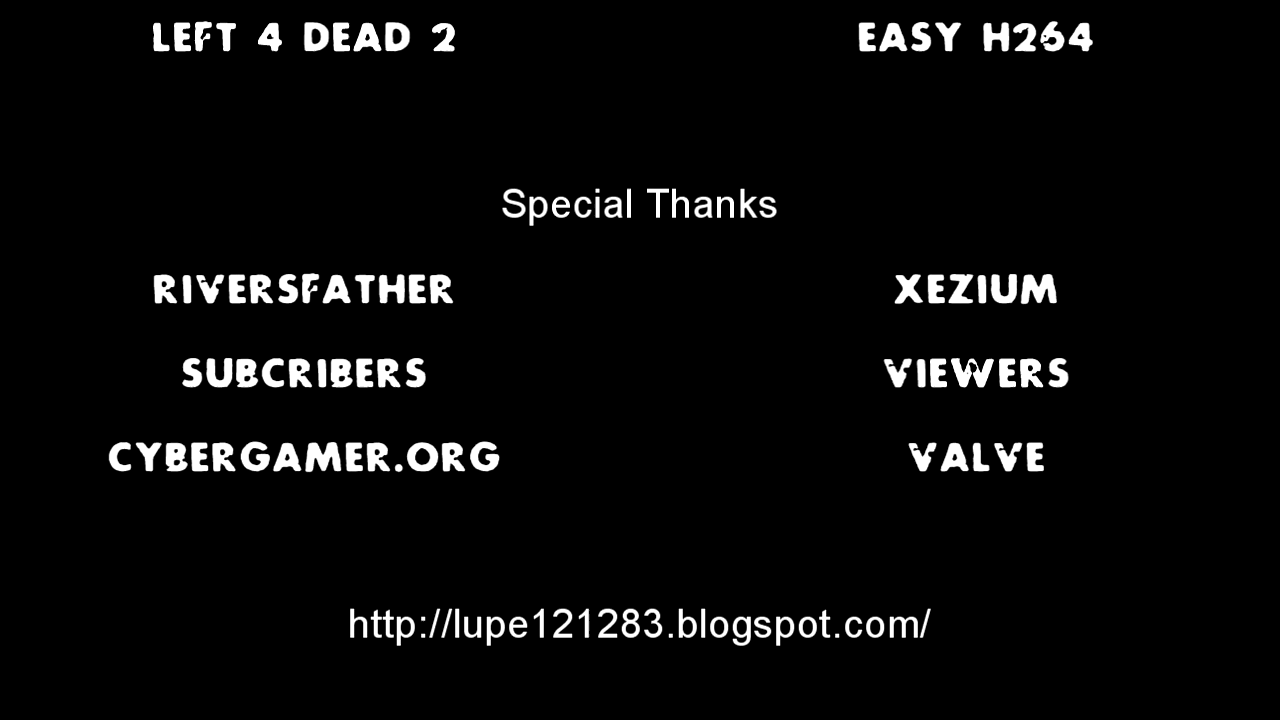 LEFT 4 DEAD 2 EASY H264
Special Thanks
RIVERSFATHER XEZIUM
SUBCRIBERS VIEWERS
CYBERGAMER.ORG VALVE
http://lupe121283.blogspot.com/